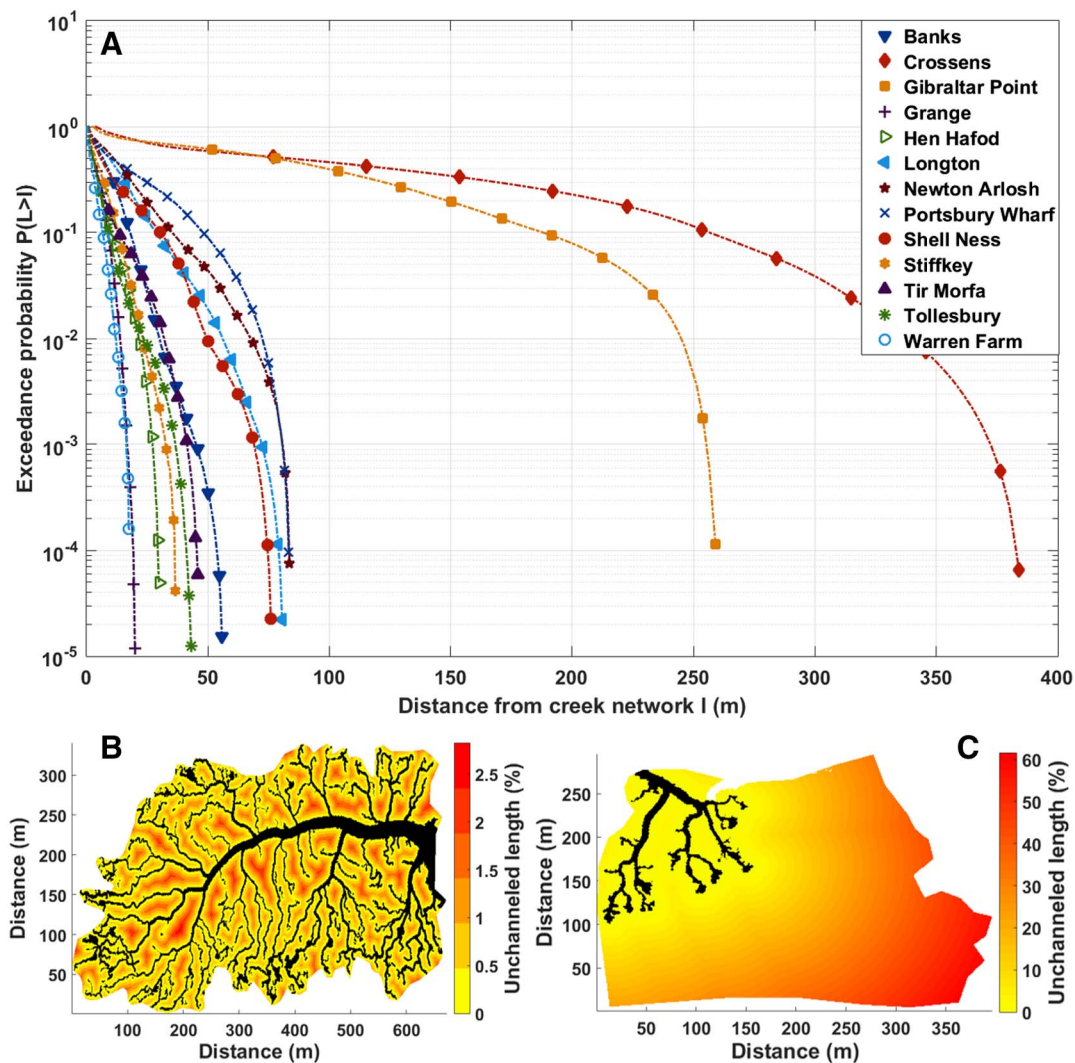 A
Exceedance probability P(L>l)
10^1
10^0
10^-1
10^-2
10^-3
10^-4
10^-5
0 50 100 150 200 250 300 350 400
Distance from creek network l (m)
Banks
Crossens
Gibraltar Point
Grange
Hen Hafod
Longton
Newton Arlosh
Portsbury Wharf
Shell Ness
Stiffkey
Tir Morfa
Tollesbury
Warren Farm
B
Distance (m)
300
250
200
150
100
50
100 200 300 400 500 600
Distance (m)
2.5
2
1.5
1
0.5
0
Unchanneled length (%)
C
Distance (m)
250
200
150
100
50
50 100 150 200 250 300 350
Distance (m)
60
50
40
30
20
10
0
Unchanneled length (%)